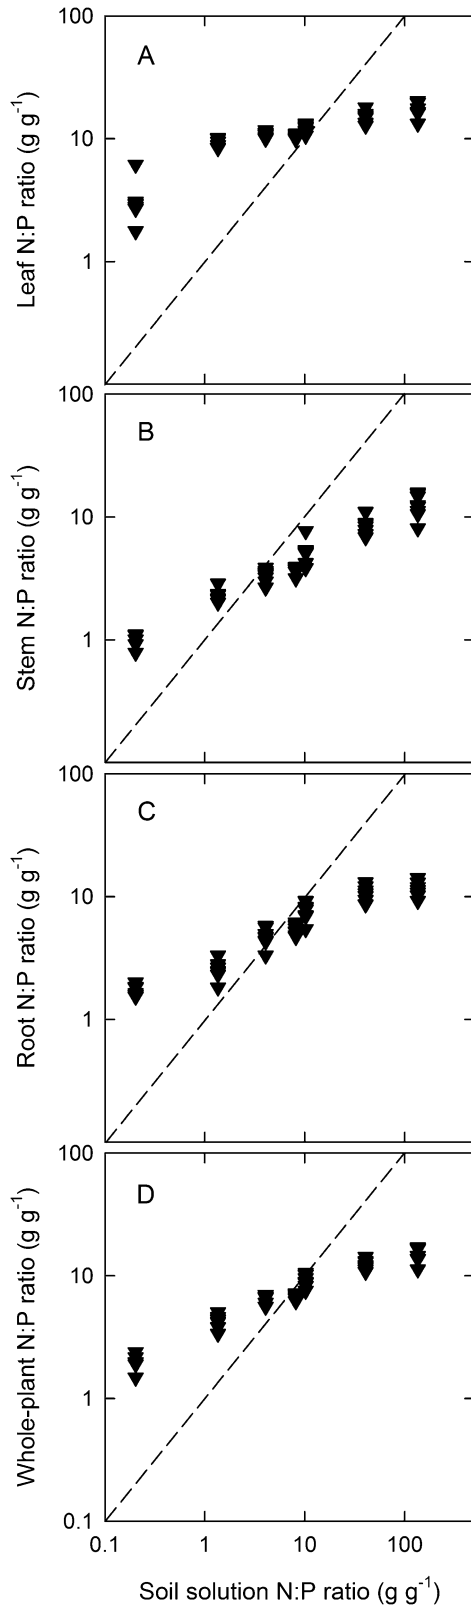 100
A
10
1
Leaf N:P ratio (g g⁻¹)
100
B
10
1
Stem N:P ratio (g g⁻¹)
100
C
10
1
Root N:P ratio (g g⁻¹)
100
D
10
1
0.1
Whole-plant N:P ratio (g g⁻¹)
0.1 1 10 100
Soil solution N:P ratio (g g⁻¹)